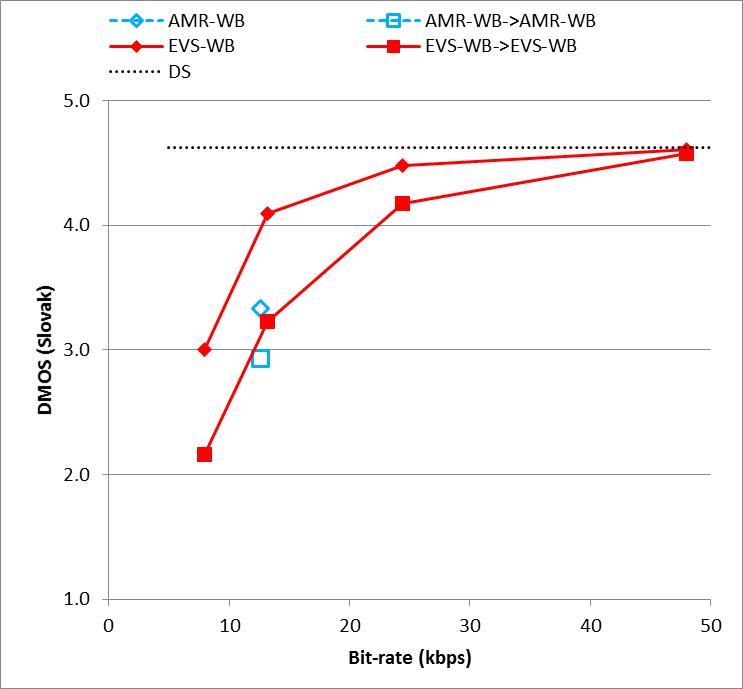 AMR-WB AMR-WB->AMR-WB
EVS-WB EVS-WB->EVS-WB
DS
5.0
4.0
3.0
2.0
1.0
DMOS (Slovak)
0 10 20 30 40 50
Bit-rate (kbps)